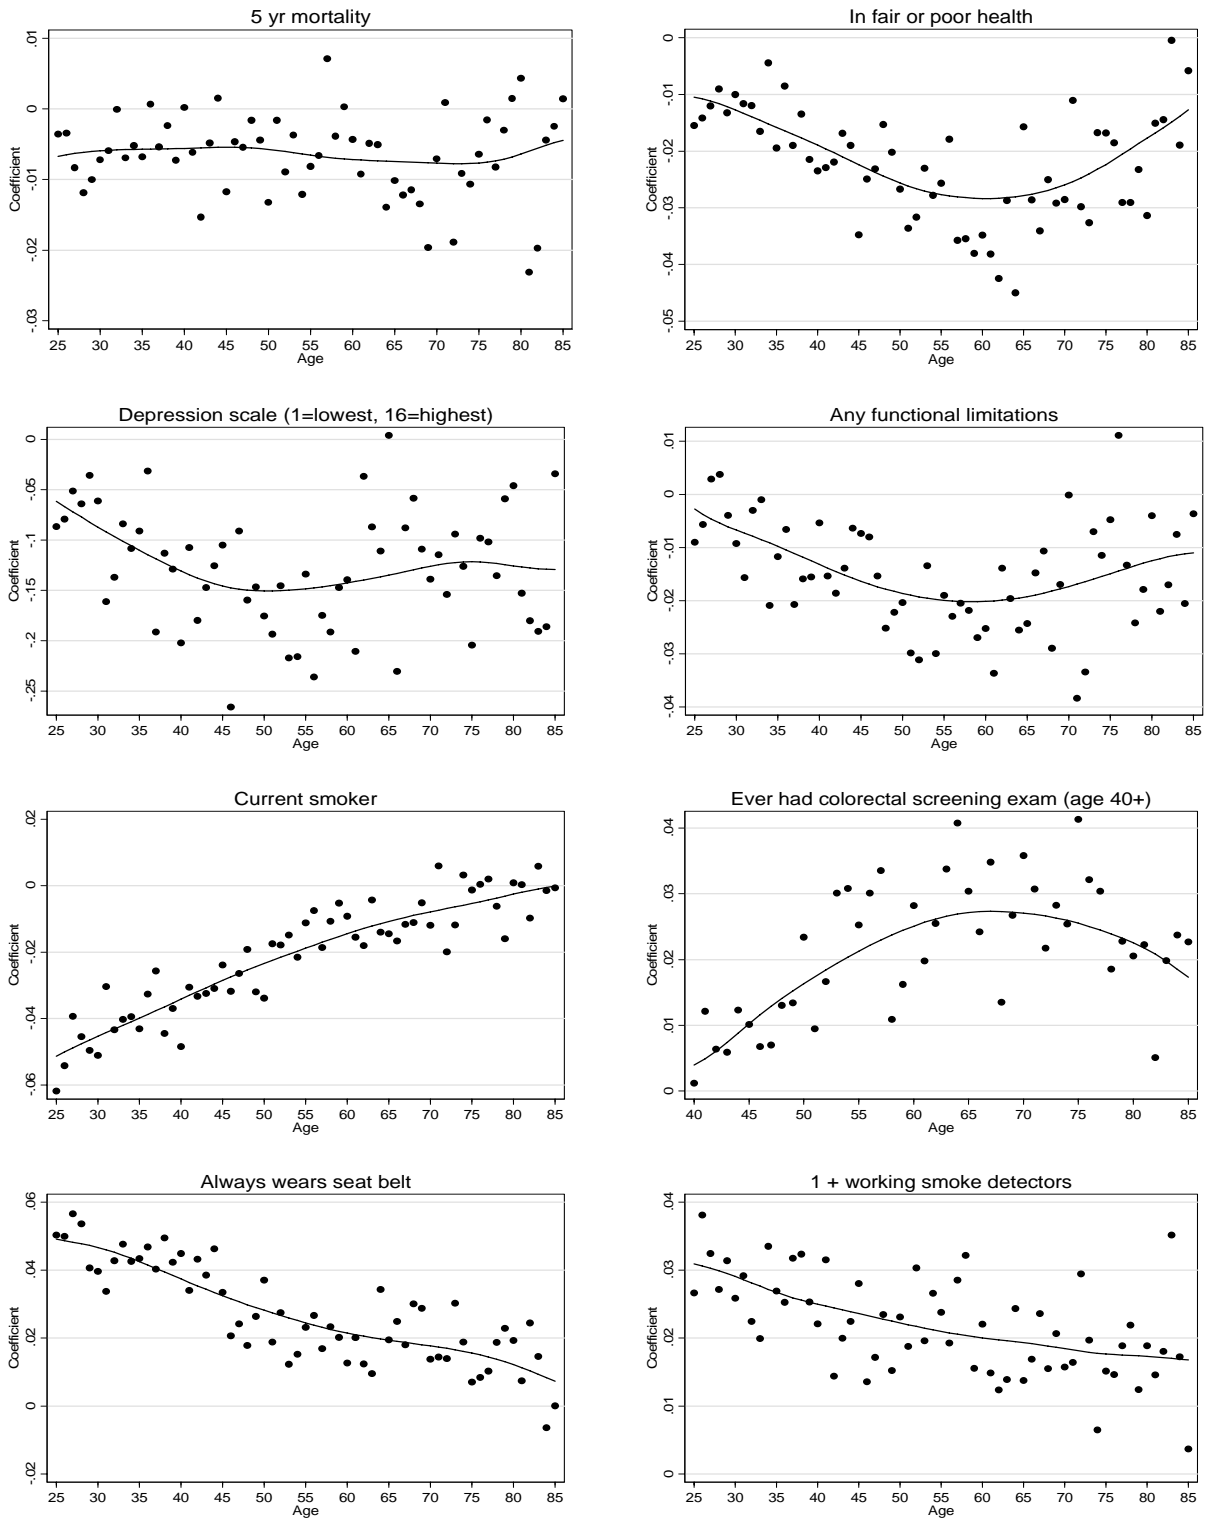 5 yr mortality
.01
0
-.01
-.02
-.03
Coefficient
25 30 35 40 45 50 55 60 65 70 75 80 85
Age
In fair or poor health
0
-.01
-.02
-.03
-.04
-.05
Coefficient
25 30 35 40 45 50 55 60 65 70 75 80 85
Age
Depression scale (1=lowest, 16=highest)
0
-.05
-.1
-.15
-.2
-.25
Coefficient
25 30 35 40 45 50 55 60 65 70 75 80 85
Age
Any functional limitations
.01
0
-.01
-.02
-.03
-.04
Coefficient
25 30 35 40 45 50 55 60 65 70 75 80 85
Age
Current smoker
.02
0
-.02
-.04
-.06
Coefficient
25 30 35 40 45 50 55 60 65 70 75 80 85
Age
Ever had colorectal screening exam (age 40+)
.04
.03
.02
.01
0
Coefficient
40 45 50 55 60 65 70 75 80 85
Age
Always wears seat belt
.06
.04
.02
0
-.02
Coefficient
25 30 35 40 45 50 55 60 65 70 75 80 85
Age
1 + working smoke detectors
.04
.03
.02
.01
0
Coefficient
25 30 35 40 45 50 55 60 65 70 75 80 85
Age